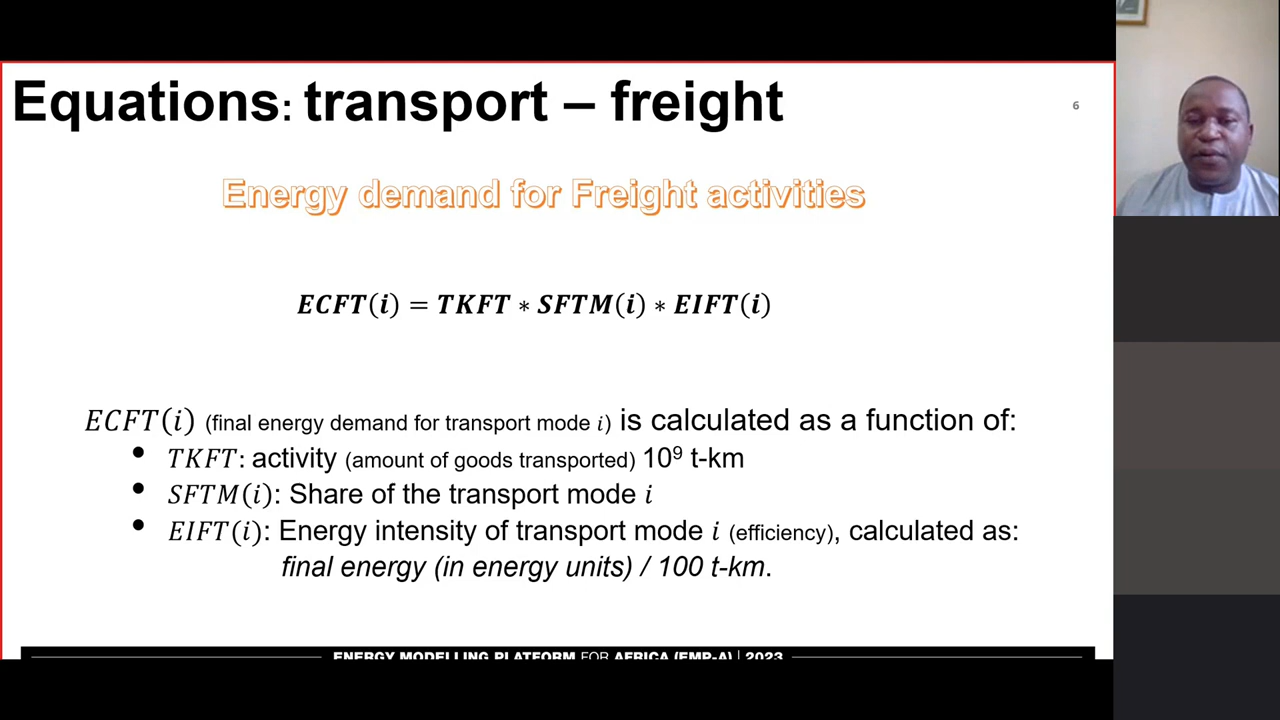 Equations: transport – freight
6
Energy demand for Freight activities
ECFT(i) = TKFT ∗ SFTM(i) ∗ EIFT(i)
ECFT(i) (final energy demand for transport mode i) is calculated as a function of:
• TKFT: activity (amount of goods transported) 10⁹ t-km
• SFTM(i): Share of the transport mode i
• EIFT(i): Energy intensity of transport mode i (efficiency), calculated as:
final energy (in energy units) / 100 t-km.
ENERGY MODELLING PLATFORM FOR AFRICA (EMP-A) | 2023